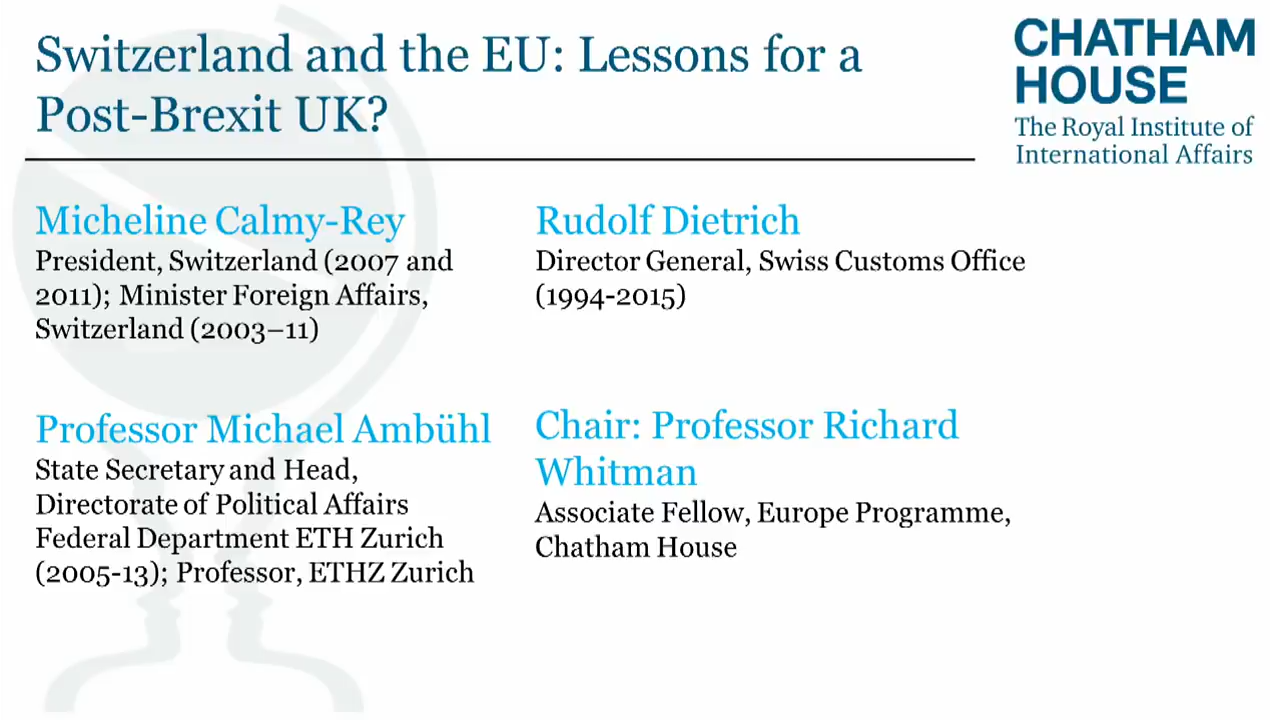 Switzerland and the EU: Lessons for a
Post-Brexit UK?
CHATHAM
HOUSE
The Royal Institute of
International Affairs
Micheline Calmy-Rey
President, Switzerland (2007 and
2011); Minister Foreign Affairs,
Switzerland (2003–11)
Rudolf Dietrich
Director General, Swiss Customs Office
(1994-2015)
Professor Michael Ambühl
State Secretary and Head,
Directorate of Political Affairs
Federal Department ETH Zurich
(2005-13); Professor, ETHZ Zurich
Chair: Professor Richard
Whitman
Associate Fellow, Europe Programme,
Chatham House